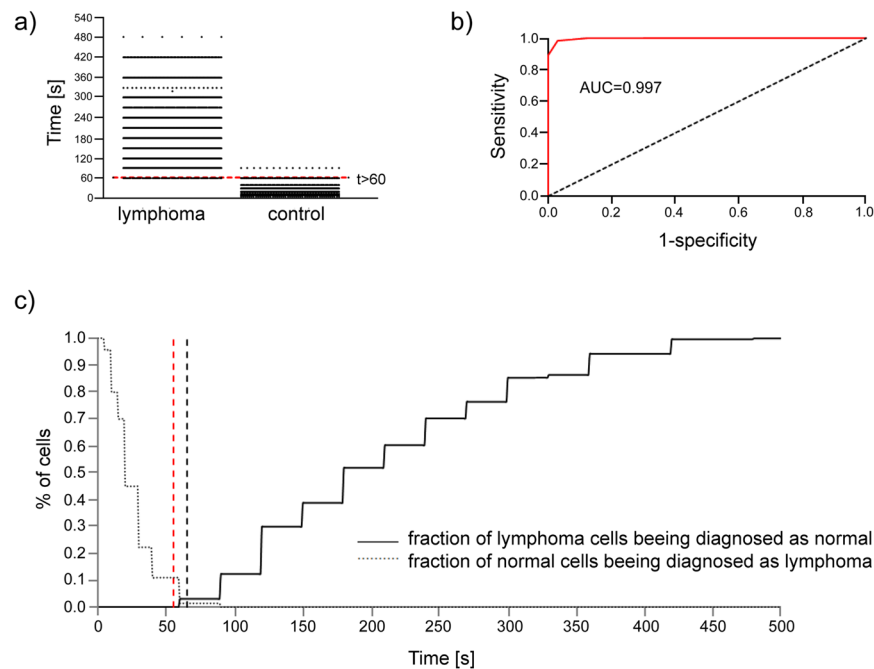 a)
Time [s]
540
480
420
360
300
240
180
120
60
0
t>60
lymphoma control
b)
Sensitivity
1.0
0.8
0.6
0.4
0.2
0.0
AUC=0.997
0.0 0.2 0.4 0.6 0.8 1.0
1-specificity
c)
% of cells
1.0
0.9
0.8
0.7
0.6
0.5
0.4
0.3
0.2
0.1
0.0
fraction of lymphoma cells beeing diagnosed as normal
fraction of normal cells beeing diagnosed as lymphoma
0 50 100 150 200 250 300 350 400 450 500
Time [s]